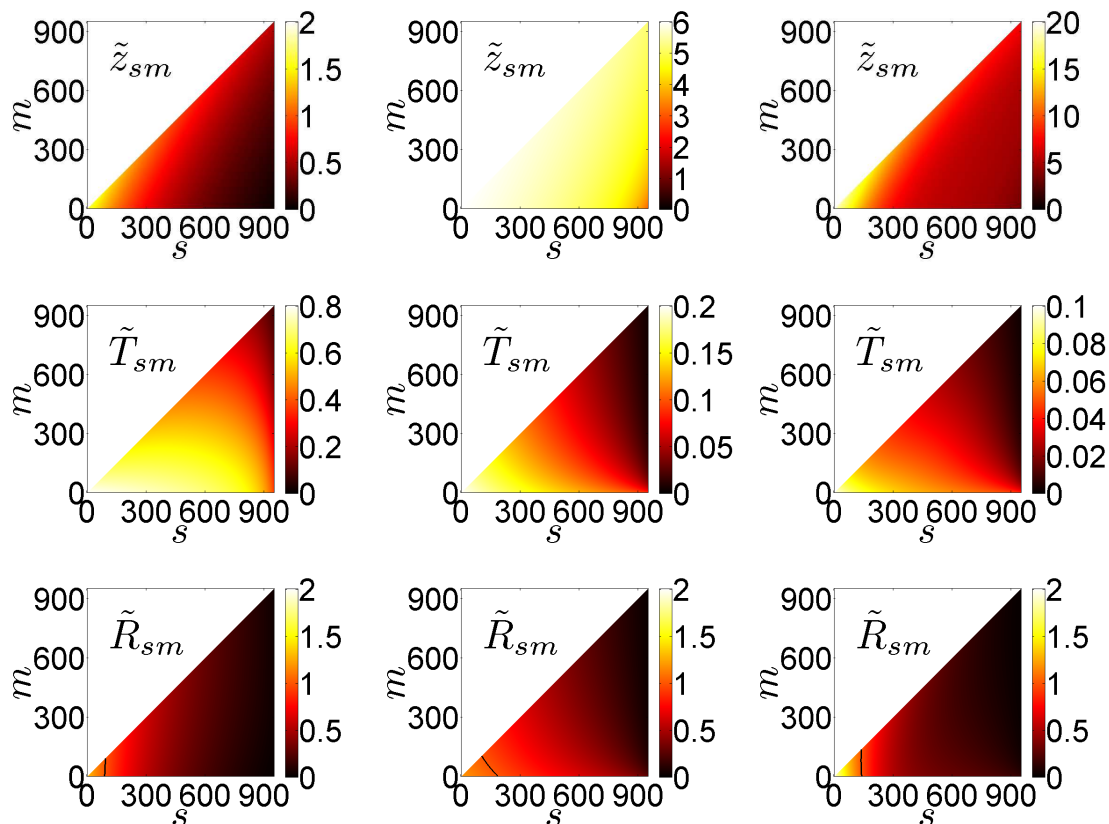 900 2 900 6 900 20
z̃sm z̃sm z̃sm
5
600 1.5 600 600 15
4
m 1 m 3 m 10
300 300 2 300
0.5 5
1
0 0 0 0 0 0
0 300 600 900 0 300 600 900 0 300 600 900
s s s
900 0.8 900 0.2 900 0.1
T̃sm T̃sm T̃sm
0.08
600 0.6 600 0.15 600
0.06
m 0.4 m 0.1 m
0.04
300 0.2 300 0.05 300
0.02
0 0 0 0 0 0
0 300 600 900 0 300 600 900 0 300 600 900
s s s
900 2 900 2 900 2
R̃sm R̃sm R̃sm
600 1.5 600 1.5 600 1.5
m 1 m 1 m 1
300 0.5 300 0.5 300 0.5
0 0 0 0 0 0
0 300 600 900 0 300 600 900 0 300 600 900
s s s